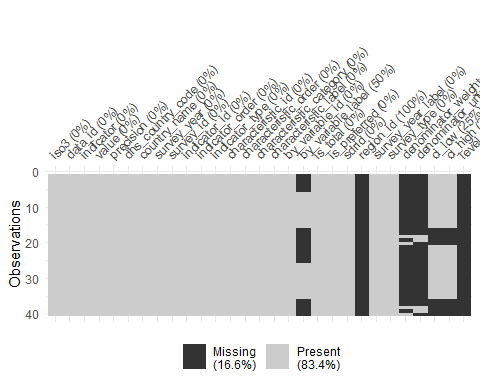 iso3 (0%)
data_id (0%)
indicator (0%)
value (0%)
precision (0%)
dhs_country_code (0%)
country_name (0%)
survey_year (0%)
survey_id (0%)
indicator_id (0%)
indicator_order (0%)
indicator_type (0%)
characteristic_id (0%)
characteristic_order (0%)
characteristic_category (0%)
characteristic_label (0%)
by_variable_id (0%)
by_variable_label (50%)
is_total (0%)
is_preferred (0%)
sdrid (0%)
region_id (100%)
survey_year_label (0%)
survey_type (0%)
denominator_weight
denominator_un
ci_low (
ci_high (
level
0
10
20
30
40
Observations
Missing
(16.6%)
Present
(83.4%)